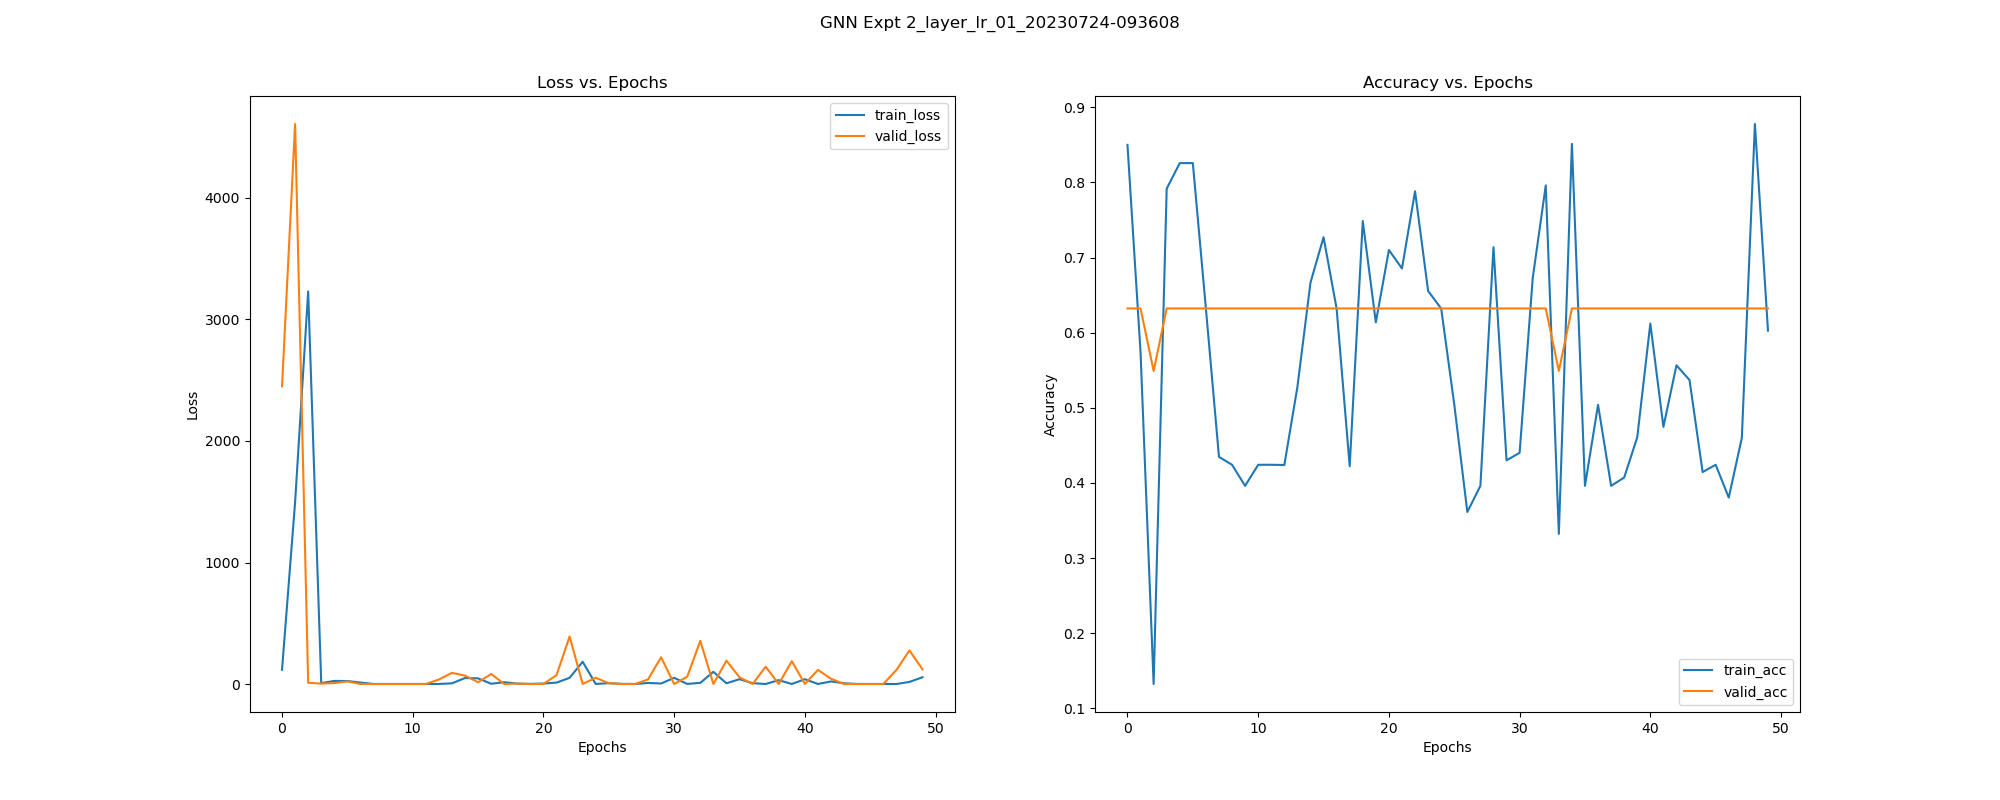 GNN Expt 2_layer_lr_01_20230724-093608
Loss vs. Epochs
train_loss
valid_loss
4000
3000
2000
1000
0
Loss
0
10
20
30
40
50
Epochs
Accuracy vs. Epochs
0.9
0.8
0.7
0.6
0.5
0.4
0.3
0.2
0.1
Accuracy
train_acc
valid_acc
0
10
20
30
40
50
Epochs